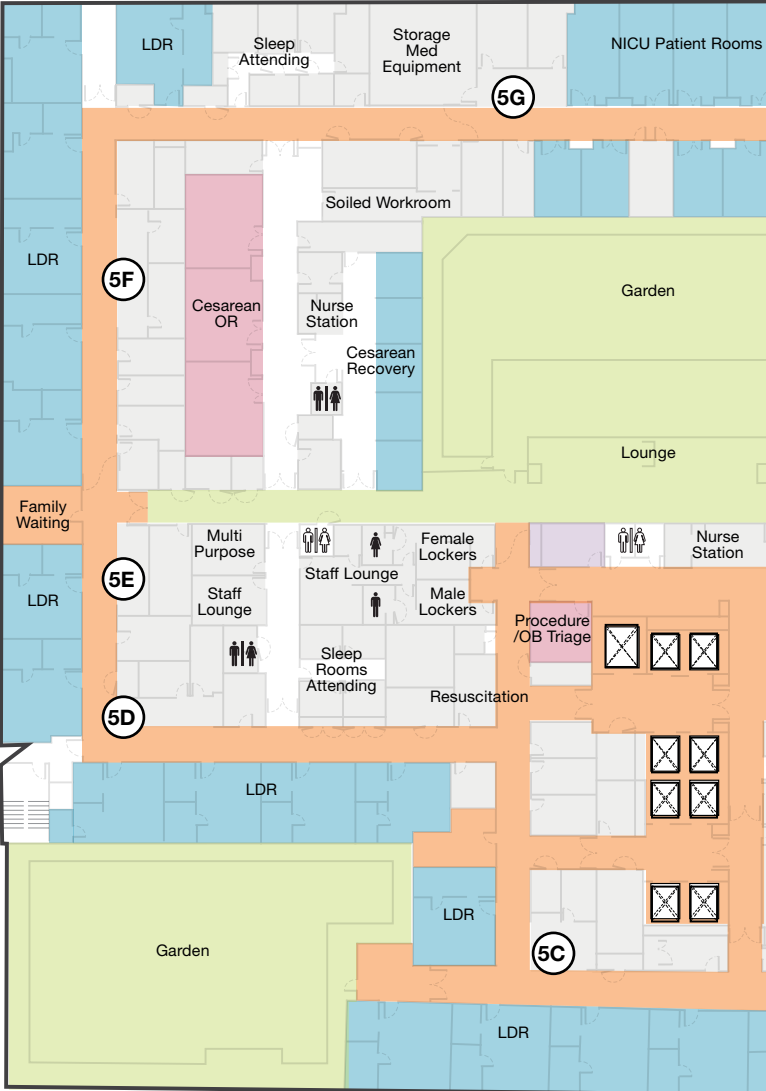 LDR
Sleep
Attending
Storage
Med
Equipment
NICU Patient Rooms
5G
Soiled Workroom
LDR
5F
Cesarean
OR
Nurse
Station
Cesarean
Recovery
Garden
Lounge
Family
Waiting
Multi
Purpose
Female
Lockers
Nurse
Station
5E
Staff Lounge
LDR
Staff
Lounge
Male
Lockers
Procedure
/OB Triage
Sleep
Rooms
Attending
Resuscitation
5D
LDR
LDR
Garden
5C
LDR